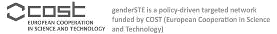 cost
EUROPEAN COOPERATION
IN SCIENCE AND TECHNOLOGY
genderSTE is a policy-driven targeted network
funded by COST (European Cooperation in Science
and Technology)